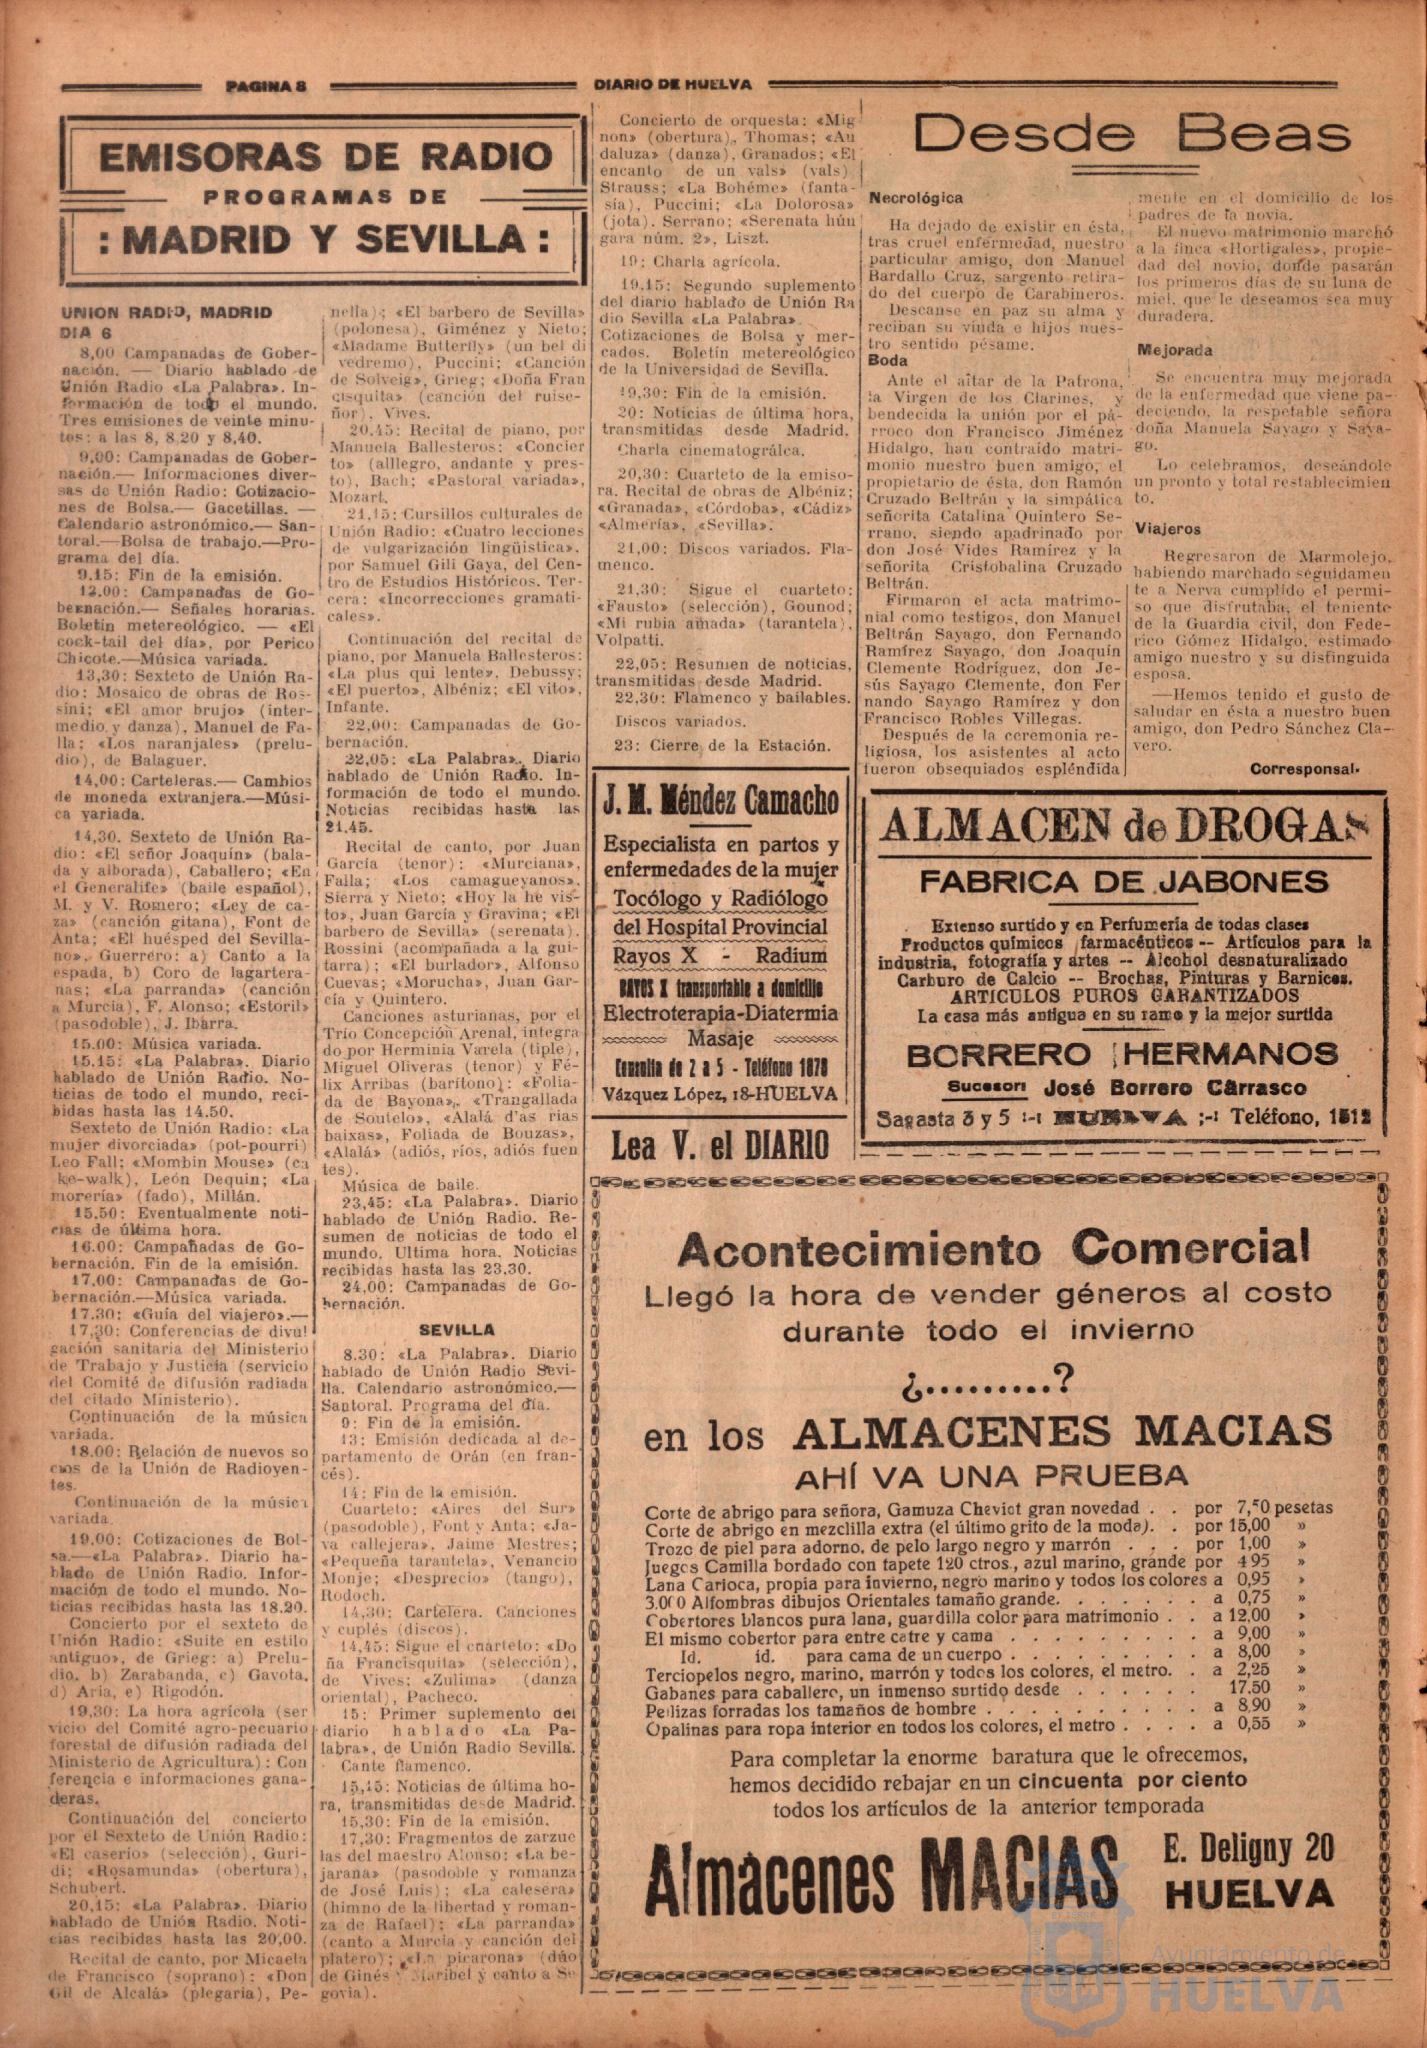 PAGINA 8
DIARIO DE HUELVA
EMISORAS DE RADIO
PROGRAMAS DE
: MADRID Y SEVILLA :
UNION RADIO, MADRID
DIA 6
8,00 Campanadas de Gober-
nación. — Diario hablado de
Unión Radio «La Palabra». In-
formación de todo el mundo.
Tres emisiones de veinte minu-
tos: a las 8, 8,20 y 8,40.
9,00: Campanadas de Gober-
nación.— Informaciones diver-
sas de Unión Radio: Cotizacio-
nes de Bolsa.— Gacetillas. —
Calendario astronómico.— San-
toral.—Bolsa de trabajo.—Pro-
grama del día.
9.15: Fin de la emisión.
12.00: Campanadas de Go-
bernación.— Señales horarias.
Boletín metereológico. — «El
cock-tail del día», por Perico
Chicote.—Música variada.
13,30: Sexteto de Unión Ra-
dio: Mosaico de obras de Ros-
sini; «El amor brujo» (inter-
medio y danza), Manuel de Fa-
lla; «Los naranjales» (prelu-
dio), de Balaguer.
14,00: Carteleras.— Cambios
de moneda extranjera.—Músi-
ca variada.
14,30. Sexteto de Unión Ra-
dio: «El señor Joaquín» (bala-
da y alborada), Caballero; «En
el Generalife» (baile español),
M. y V. Romero; «Ley de ca-
za» (canción gitana), Font de
Anta; «El huésped del Sevilla-
no», Guerrero: a) Canto a la
espada, b) Coro de lagartera-
nas; «La parranda» (canción
a Murcia), F. Alonso; «Estoril»
(pasodoble), J. Ibarra.
15.00: Música variada.
15.15: «La Palabra». Diario
hablado de Unión Radio. No-
ticias de todo el mundo, reci-
bidas hasta las 14.50.
Sexteto de Unión Radio: «La
mujer divorciada» (pot-pourri)
Leo Fall; «Mombin Mouse» (ca
ke-walk), León Dequin; «La
morería» (fado), Millán.
15.50: Eventualmente noti-
cias de última hora.
16.00: Campanadas de Go-
bernación. Fin de la emisión.
17.00: Campanadas de Go-
bernación.—Música variada.
17.30: «Guía del viajero».—
17,30: Conferencias de divul
gación sanitaria del Ministerio
de Trabajo y Justicia (servicio
del Comité de difusión radiada
del citado Ministerio).
Continuación de la música
variada.
18.00: Relación de nuevos so
cios de la Unión de Radioyen-
tes.
Continuación de la música
variada.
19.00: Cotizaciones de Bol-
sa.—«La Palabra». Diario ha-
blado de Unión Radio. Infor-
mación de todo el mundo. No-
ticias recibidas hasta las 18.20.
Concierto por el sexteto de
Unión Radio: «Suite en estilo
antiguo», de Grieg: a) Prelu-
dio, b) Zarabanda, c) Gavota,
d) Aria, e) Rigodón.
19,30: La hora agrícola (ser
vicio del Comité agro-pecuario
forestal de difusión radiada del
Ministerio de Agricultura): Con
ferencia e informaciones gana-
deras.
Continuación del concierto
por el Sexteto de Unión Radio:
«El caserío» (selección), Guri-
di; «Rosamunda» (obertura),
Schubert.
20,15: «La Palabra». Diario
hablado de Unión Radio. Noti-
cias recibidas hasta las 20,00.
Recital de canto, por Micaela
de Francisco (soprano): «Don
Gil de Alcalá» (plegaria), Pe-
nella); «El barbero de Sevilla»
(polonesa), Giménez y Nieto;
«Madame Butterfly» (un bel di
vedremo), Puccini; «Canción
de Solveig», Grieg; «Doña Fran
cisquita» (canción del ruise-
ñor). Vives.
20.45: Recital de piano, por
Manuela Ballesteros: «Concier
to» (alllegro, andante y pres-
to), Bach; «Pastoral variada»,
Mozart.
21,15: Cursillos culturales de
Unión Radio: «Cuatro lecciones
de vulgarización lingüistica»,
por Samuel Gili Gaya, del Cen-
tro de Estudios Históricos. Ter-
cera: «Incorrecciones gramati-
cales».
Continuación del recital de
piano, por Manuela Ballesteros:
«La plus qui lente», Debussy;
«El puerto», Albéniz; «El vito»,
Infante.
22,00: Campanadas de Go-
bernación.
22,05: «La Palabra». Diario
hablado de Unión Radio. In-
formación de todo el mundo.
Noticias recibidas hasta las
21.45.
Recital de canto, por Juan
García (tenor): «Murciana»,
Falla; «Los camagueyanos»,
Sierra y Nieto; «Hoy la he vis-
to», Juan García y Gravina; «El
barbero de Sevilla» (serenata).
Rossini (acompañada a la gui-
tarra); «El burlador», Alfonso
Cuevas; «Morucha», Juan Gar-
cía y Quintero.
Canciones asturianas, por el
Trío Concepción Arenal, integra
do por Herminia Varela (tiple),
Miguel Oliveras (tenor) y Fé-
lix Arribas (barítono): «Folia-
da de Bayona», «Trangallada
de Soutelo», «Alalá d'as rias
baixas», Foliada de Bouzas»,
«Alalá» (adiós, ríos, adiós fuen
tes).
Música de baile.
23,45: «La Palabra». Diario
hablado de Unión Radio. Re-
sumen de noticias de todo el
mundo. Ultima hora. Noticias
recibidas hasta las 23.30.
24,00: Campanadas de Go-
bernación.
SEVILLA
8.30: «La Palabra». Diario
hablado de Unión Radio Sevi-
lla. Calendario astronómico.—
Santoral. Programa del día.
9: Fin de la emisión.
13: Emisión dedicada al de-
partamento de Orán (en fran-
cés).
14: Fin de la emisión.
Cuarteto: «Aires del Sur»
(pasodoble), Font y Anta; «Ja-
va callejera», Jaime Mestres;
«Pequeña tarantela», Venancio
Monje; «Desprecio» (tango),
Rodoch.
14,30: Cartelera. Canciones
y cuplés (discos).
14,45: Sigue el cuarteto: «Do
ña Francisquita» (selección),
de Vives; «Zulima» (danza
oriental), Pacheco.
15: Primer suplemento del
diario hablado «La Pa-
labra», de Unión Radio Sevilla.
Cante flamenco.
15,15: Noticias de última ho-
ra, transmitidas desde Madrid.
15,30: Fin de la emisión.
17,30: Fragmentos de zarzue
las del maestro Alonso: «La be-
jarana» (pasodoble y romanza
de José Luis); «La calesera»
(himno de la libertad y roman-
za de Rafael); «La parranda»
(canto a Murcia y canción del
platero); «La picarona» (dúo
de Ginés y Maribel y canto a Se
govia).
Concierto de orquesta: «Mig
non» (obertura), Thomas; «Au
daluza» (danza), Granados; «El
encanto de un vals» (vals)
Strauss; «La Bohéme» (fanta-
sía), Puccini; «La Dolorosa»
(jota). Serrano; «Serenata hún
gara núm. 2», Liszt.
19: Charla agrícola.
19.15: Segundo suplemento
del diario hablado de Unión Ra
dio Sevilla «La Palabra».
Cotizaciones de Bolsa y mer-
cados. Boletín metereológico
de la Universidad de Sevilla.
19,30: Fin de la emisión.
20: Noticias de última hora,
transmitidas desde Madrid.
Charla cinematográlca.
20,30: Cuarteto de la emiso-
ra. Recital de obras de Albéniz;
«Granada», «Córdoba», «Cádiz»
«Almería», «Sevilla».
21,00: Discos variados. Fla-
menco.
21,30: Sigue el cuarteto:
«Fausto» (selección), Gounod;
«Mi rubia amada» (tarantela),
Volpatti.
22,05: Resumen de noticias,
transmitidas desde Madrid.
22,30: Flamenco y bailables.
Discos variados.
23: Cierre de la Estación.
J. M. Méndez Camacho
Especialista en partos y
enfermedades de la mujer
Tocólogo y Radiólogo
del Hospital Provincial
Rayos X - Radium
RAYOS X transportable a domicilio
Electroterapia-Diatermia
Masaje
Consulta de 2 a 5 - Teléfono 1878
Vázquez López, 18-HUELVA
Lea V. el DIARIO
Desde Beas
Necrológica
Ha dejado de existir en ésta,
tras cruel enfermedad, nuestro
particular amigo, don Manuel
Bardallo Cruz, sargento retira-
do del cuerpo de Carabineros.
Descanse en paz su alma y
reciban su viuda e hijos nues-
tro sentido pésame.
Boda
Ante el altar de la Patrona,
la Virgen de los Clarines, y
bendecida la unión por el pá-
rroco don Francisco Jiménez
Hidalgo, han contraído matri-
monio nuestro buen amigo, el
propietario de ésta, don Ramón
Cruzado Beltrán y la simpática
señorita Catalina Quintero Se-
rrano, siendo apadrinado por
don José Vides Ramírez y la
señorita Cristobalina Cruzado
Beltrán.
Firmaron el acta matrimo-
nial como testigos, don Manuel
Beltrán Sayago, don Fernando
Ramírez Sayago, don Joaquín
Clemente Rodríguez, don Je-
sús Sayago Clemente, don Fer
nando Sayago Ramírez y don
Francisco Robles Villegas.
Después de la ceremonia re-
ligiosa, los asistentes al acto
fueron obsequiados espléndida
mente en el domicilio de los
padres de la novia.
El nuevo matrimonio marchó
a la finca «Hortigales», propie-
dad del novio, donde pasarán
los primeros días de su luna de
miel, que le deseamos sea muy
duradera.
Mejorada
Se encuentra muy mejorada
de la enfermedad que viene pa-
deciendo, la respetable señora
doña Manuela Sayago y Saya-
go.
Lo celebramos, deseándole
un pronto y total restablecimien
to.
Viajeros
Regresaron de Marmolejo,
habiendo marchado seguidamen
te a Nerva cumplido el permi-
so que disfrutaba, el teniente
de la Guardia civil, don Fede-
rico Gómez Hidalgo, estimado
amigo nuestro y su distinguida
esposa.
—Hemos tenido el gusto de
saludar en ésta a nuestro buen
amigo, don Pedro Sánchez Cla-
vero.
Corresponsal.
ALMACEN de DROGAS
FABRICA DE JABONES
Extenso surtido y en Perfumería de todas clases
Productos químicos farmacéuticos -- Artículos para la
industria, fotografía y artes -- Alcohol desnaturalizado
Carburo de Calcio -- Brochas, Pinturas y Barnices.
ARTICULOS PUROS GARANTIZADOS
La casa más antigua en su ramo y la mejor surtida
BORRERO HERMANOS
Sucesor: José Borrero Carrasco
Sagasta 3 y 5 :-: HUELVA :-: Teléfono, 1512
Acontecimiento Comercial
Llegó la hora de vender géneros al costo
durante todo el invierno
¿.........?
en los ALMACENES MACIAS
AHÍ VA UNA PRUEBA
Corte de abrigo para señora, Gamuza Cheviot gran novedad . . por 7,50 pesetas
Corte de abrigo en mezclilla extra (el último grito de la moda). . por 15,00 »
Trozo de piel para adorno, de pelo largo negro y marrón . . . por 1,00 »
Juegos Camilla bordado con tapete 120 ctros., azul marino, grande por 4 95 »
Lana Carioca, propia para invierno, negro marino y todos los colores a 0,95 »
3.000 Alfombras dibujos Orientales tamaño grande. . . . . . . a 0,75 »
Cobertores blancos pura lana, guardilla color para matrimonio . . a 12,00 »
El mismo cobertor para entre catre y cama . . . . . . . . . a 9,00 »
Id. id. para cama de un cuerpo . . . . . . . . . a 8,00 »
Terciopelos negro, marino, marrón y todos los colores, el metro. . a 2,25 »
Gabanes para caballero, un inmenso surtido desde . . . . . . 17.50 »
Pellizas forradas los tamaños de hombre . . . . . . . . . . a 8,90 »
Opalinas para ropa interior en todos los colores, el metro . . . . a 0,55 »
Para completar la enorme baratura que le ofrecemos,
hemos decidido rebajar en un cincuenta por ciento
todos los artículos de la anterior temporada
Almacenes MACIAS
E. Deligny 20
HUELVA
Ayuntamiento de
HUELVA